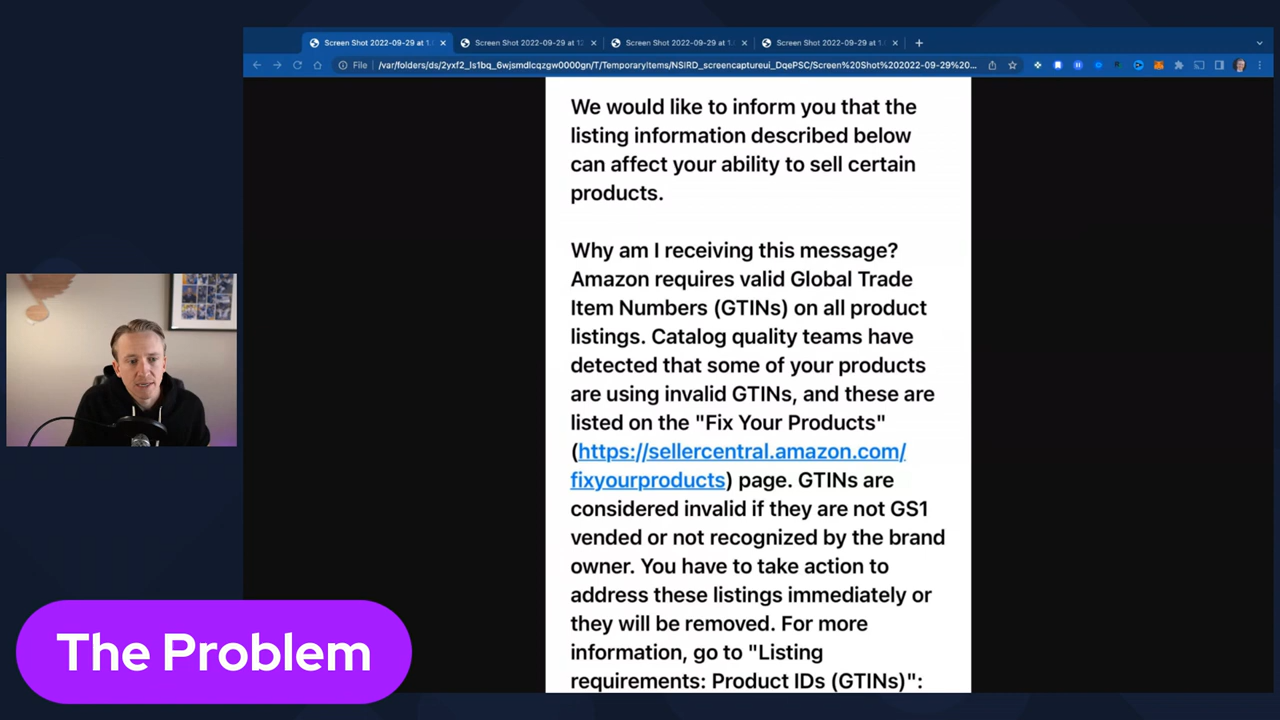 Screen Shot 2022-09-29 at 1.
Screen Shot 2022-09-29 at 1
Screen Shot 2022-09-29 at 1.
Screen Shot 2022-09-29 at 1.
File
We would like to inform you that the
listing information described below
can affect your ability to sell certain
products.
Why am I receiving this message?
Amazon requires valid Global Trade
Item Numbers (GTINs) on all product
listings. Catalog quality teams have
detected that some of your products
are using invalid GTINs, and these are
listed on the "Fix Your Products"
(https://sellercentral.amazon.com/
fixyourproducts) page. GTINs are
considered invalid if they are not GS1
vended or not recognized by the brand
owner. You have to take action to
address these listings immediately or
they will be removed. For more
information, go to "Listing
requirements: Product IDs (GTINs)":
The Problem